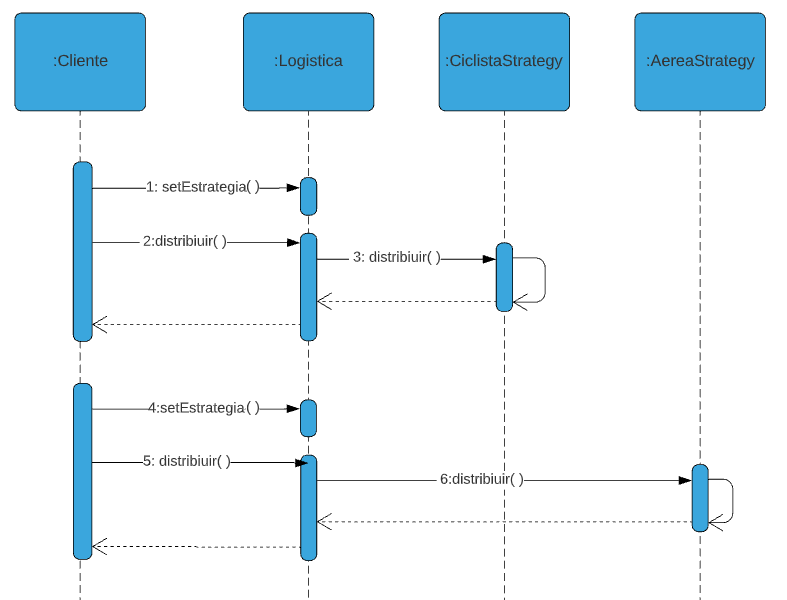 :Cliente
:Logistica
:CiclistaStrategy
:AereaStrategy
1: setEstrategia( )
2:distribiuir( )
3: distribiuir( )
4:setEstrategia ( )
5: distribiuir( )
6:distribiuir( )